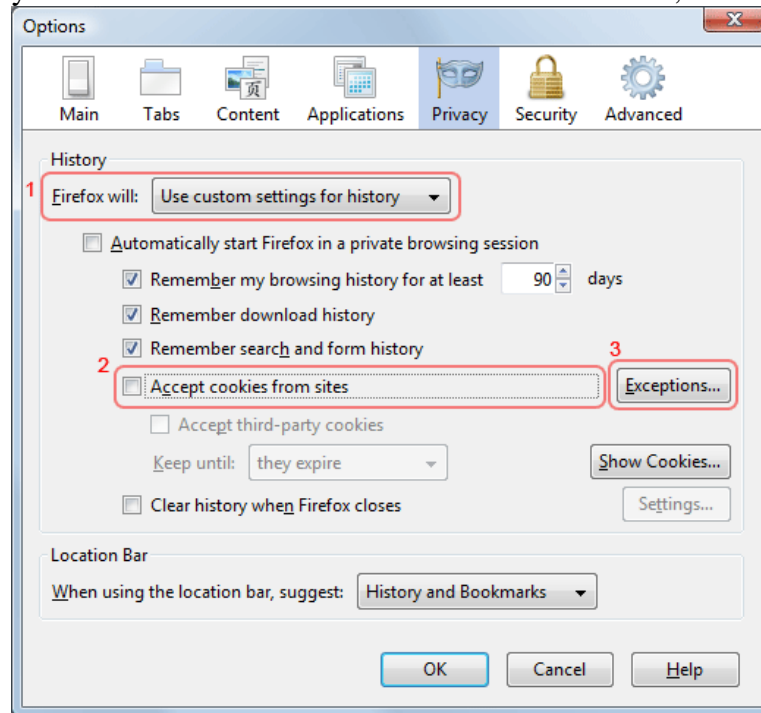 Options
Main Tabs Content Applications Privacy Security Advanced
页
History
1 Firefox will: Use custom settings for history
Automatically start Firefox in a private browsing session
Remember my browsing history for at least 90 days
Remember download history
Remember search and form history
2 3
Accept cookies from sites Exceptions...
Accept third-party cookies
Keep until: they expire Show Cookies...
Clear history when Firefox closes Settings...
Location Bar
When using the location bar, suggest: History and Bookmarks
OK Cancel Help